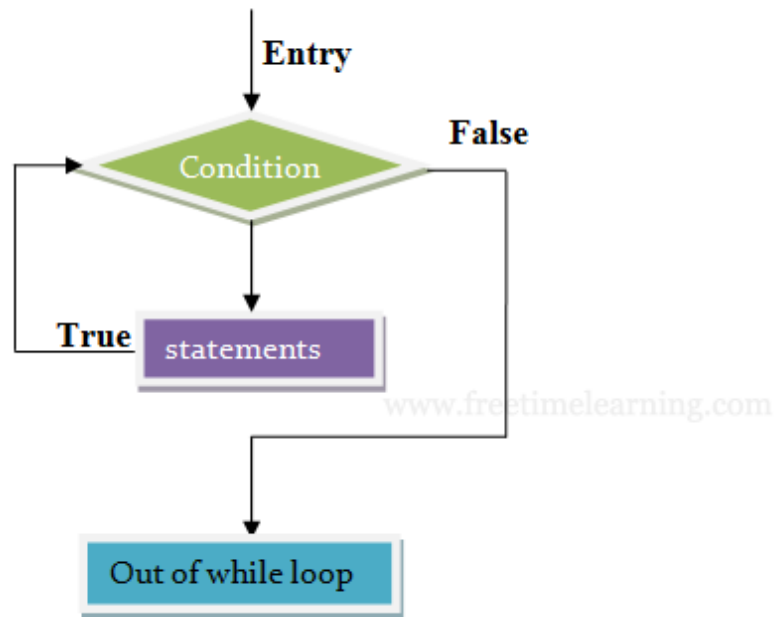 Entry
False
Condition
True
statements
www.freetimelearning.com
Out of while loop